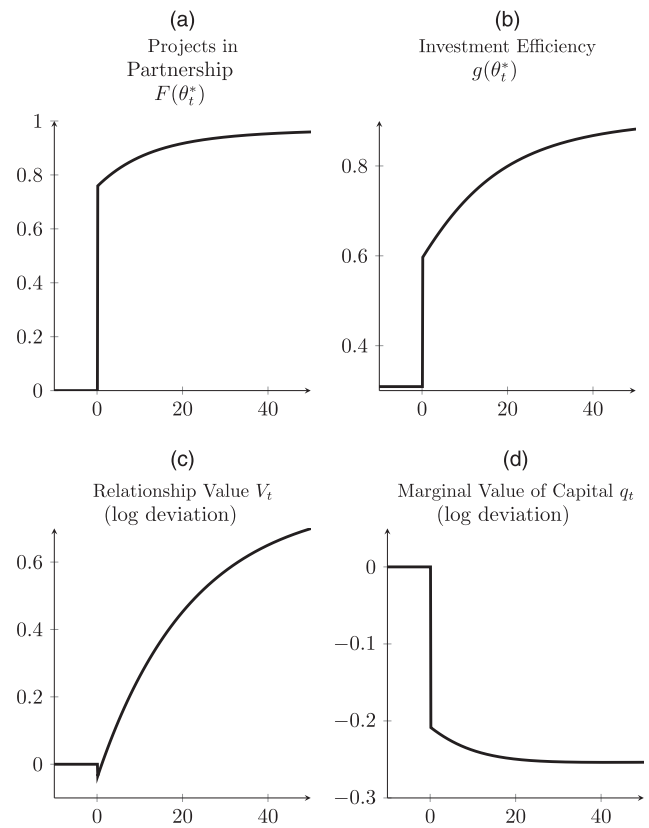 (a)
Projects in
Partnership
F(θ*_t)
1
0.8
0.6
0.4
0.2
0
0 20 40
(b)
Investment Efficiency
g(θ*_t)
0.8
0.6
0.4
0 20 40
(c)
Relationship Value V_t
(log deviation)
0.6
0.4
0.2
0
0 20 40
(d)
Marginal Value of Capital q_t
(log deviation)
0
−0.1
−0.2
−0.3
0 20 40